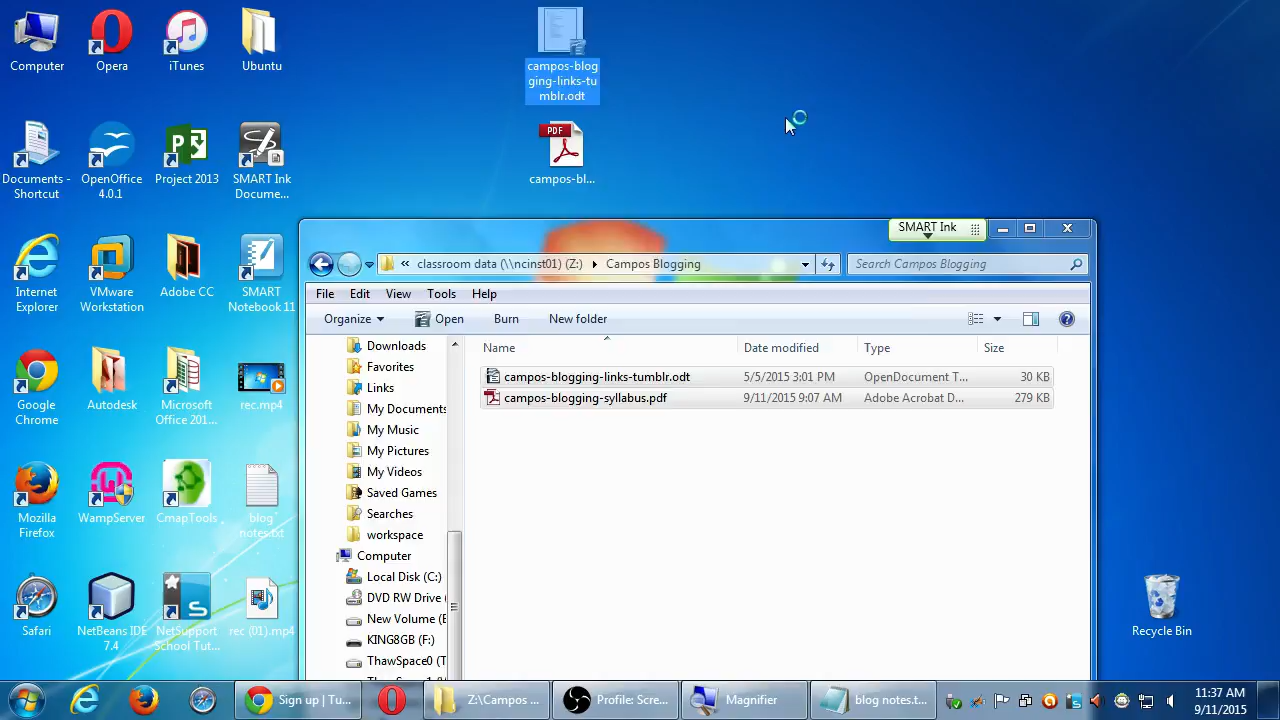 Computer
Opera
iTunes
Ubuntu
campos-blog
ging-links-tu
mblr.odt
PDF
campos-bl...
Documents -
Shortcut
OpenOffice
4.0.1
Project 2013
SMART Ink
Docume...
Internet
Explorer
VMware
Workstation
Adobe CC
SMART
Notebook 11
Google
Chrome
Autodesk
Microsoft
Office 201...
rec.mp4
Mozilla
Firefox
WampServer
CmapTools
blog
notes.txt
Safari
NetBeans IDE
7.4
NetSupport
School Tut...
rec (01).mp4
Recycle Bin
SMART Ink
« classroom data (\\ncinst01) (Z:) Campos Blogging
Search Campos Blogging
File Edit View Tools Help
Organize Open Burn New folder
Name Date modified Type Size
campos-blogging-links-tumblr.odt 5/5/2015 3:01 PM OpenDocument T... 30 KB
campos-blogging-syllabus.pdf 9/11/2015 9:07 AM Adobe Acrobat D... 279 KB
Downloads
Favorites
Links
My Documents
My Music
My Pictures
My Videos
Saved Games
Searches
workspace
Computer
Local Disk (C:)
DVD RW Drive (
New Volume (E
KING8GB (F:)
ThawSpace0 (T
Sign up | Tu...
Z:\Campos ...
Profile: Scre...
Magnifier
blog notes.t...
11:37 AM
9/11/2015